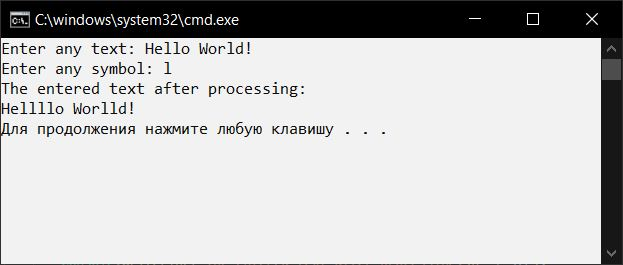 C:\windows\system32\cmd.exe
Enter any text: Hello World!
Enter any symbol: l
The entered text after processing:
Hellllo Worlld!
Для продолжения нажмите любую клавишу . . .